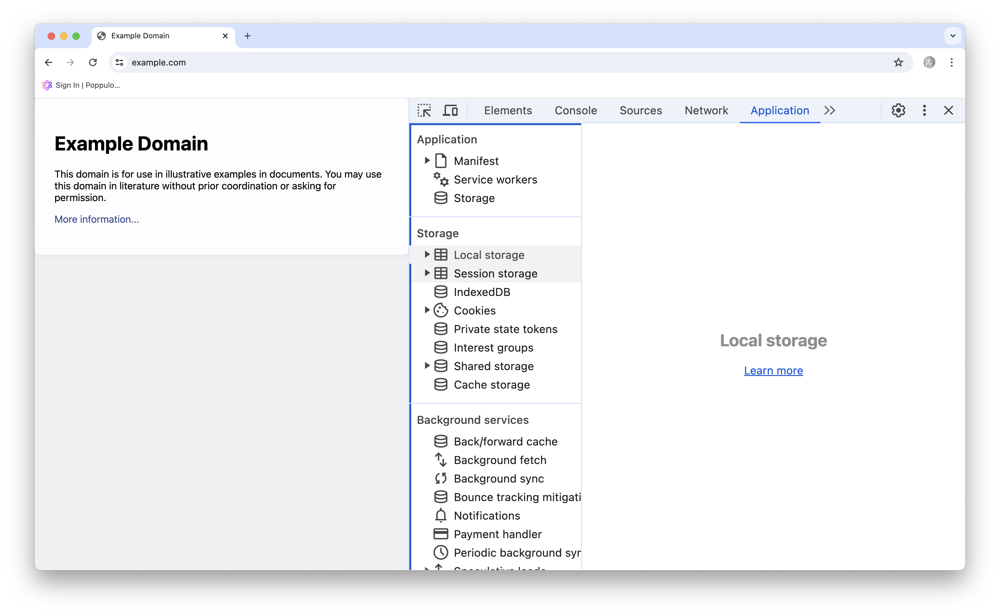 Example Domain
example.com
Sign In | Poppulo...
Example Domain
This domain is for use in illustrative examples in documents. You may use
this domain in literature without prior coordination or asking for
permission.
More information...
Elements Console Sources Network Application
Application
Manifest
Service workers
Storage
Storage
Local storage
Session storage
IndexedDB
Cookies
Private state tokens
Interest groups
Shared storage
Cache storage
Background services
Back/forward cache
Background fetch
Background sync
Bounce tracking mitigati
Notifications
Payment handler
Periodic background syn
Speculative loads
Local storage
Learn more